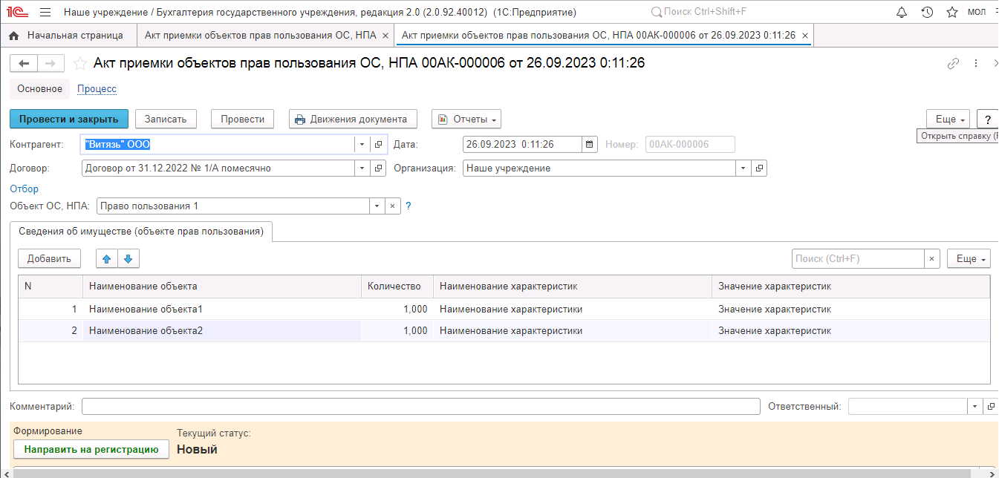 1С Наше учреждение / Бухгалтерия государственного учреждения, редакция 2.0 (2.0.92.40012) (1С:Предприятие) Поиск Ctrl+Shift+F МОЛ
Начальная страница Акт приемки объектов прав пользования ОС, НПА × Акт приемки объектов прав пользования ОС, НПА 00АК-000006 от 26.09.2023 0:11:26 ×
Акт приемки объектов прав пользования ОС, НПА 00АК-000006 от 26.09.2023 0:11:26
Основное Процесс
Провести и закрыть Записать Провести Движения документа Отчеты Еще ?
Открыть справку (F
Контрагент: "Витязь" ООО Дата: 26.09.2023 0:11:26 Номер: 00АК-000006
Договор: Договор от 31.12.2022 № 1/А помесячно Организация: Наше учреждение
Отбор
Объект ОС, НПА: Право пользования 1 × ?
Сведения об имуществе (объекте прав пользования)
Добавить Поиск (Ctrl+F) × Еще
N Наименование объекта Количество Наименование характеристик Значение характеристик
1 Наименование объекта1 1,000 Наименование характеристики Значение характеристик
2 Наименование объекта2 1,000 Наименование характеристики Значение характеристик
Комментарий: Ответственный:
Формирование Текущий статус:
Направить на регистрацию Новый